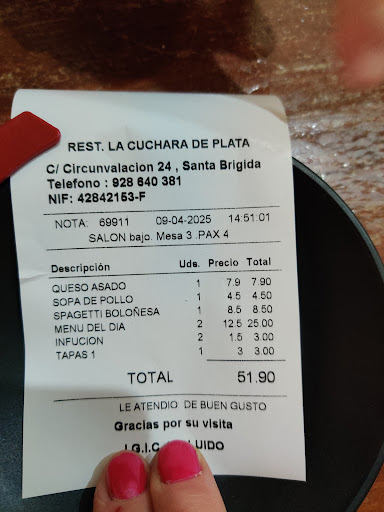 REST. LA CUCHARA DE PLATA
C/ Circunvalacion 24 , Santa Brigida
Telefono : 928 640 381
NIF: 42842153-F
NOTA: 69911 09-04-2025 14:51:01
SALON bajo. Mesa 3 .PAX 4
Descripción Uds. Precio Total
QUESO ASADO 1 7.9 7.90
SOPA DE POLLO 1 4.5 4.50
SPAGETTI BOLOÑESA 1 8.5 8.50
MENU DEL DIA 2 12.5 25.00
INFUCION 2 1.5 3.00
TAPAS 1 1 3 3.00
TOTAL 51.90
LE ATENDIO DE BUEN GUSTO
Gracias por su visita
I.G.I.C LUIDO